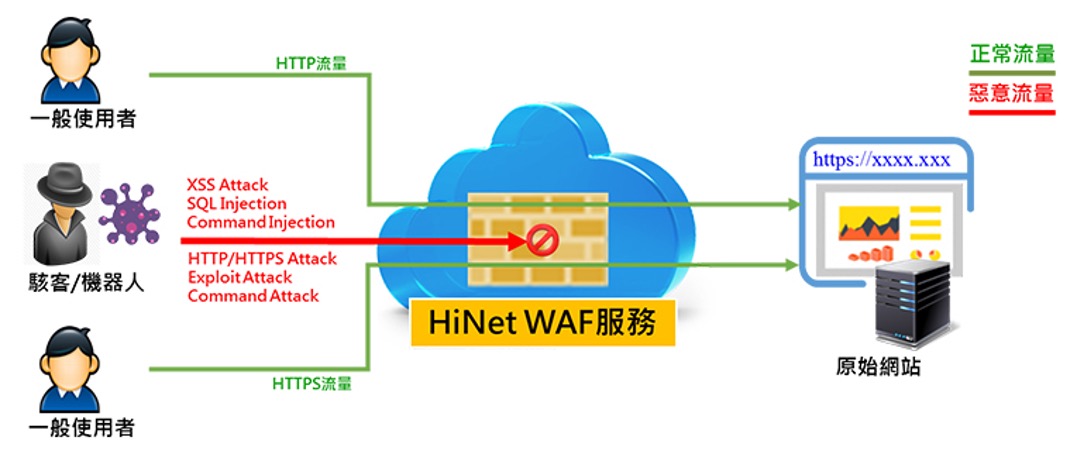 HTTP流量
一般使用者
正常流量
惡意流量
XSS Attack
SQL Injection
Command Injection
HTTP/HTTPS Attack
Exploit Attack
Command Attack
駭客/機器人
https://xxxx.xxx
HiNet WAF服務
原始網站
HTTPS流量
一般使用者